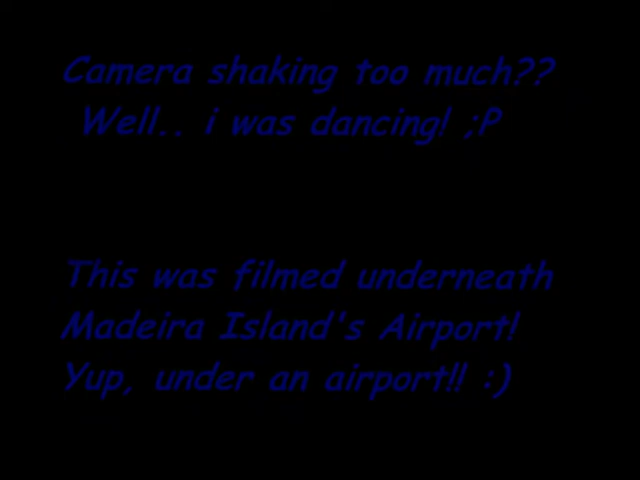 Camera shaking too much??
Well.. i was dancing! ;P
This was filmed underneath
Madeira Island's Airport!
Yup, under an airport!! :)